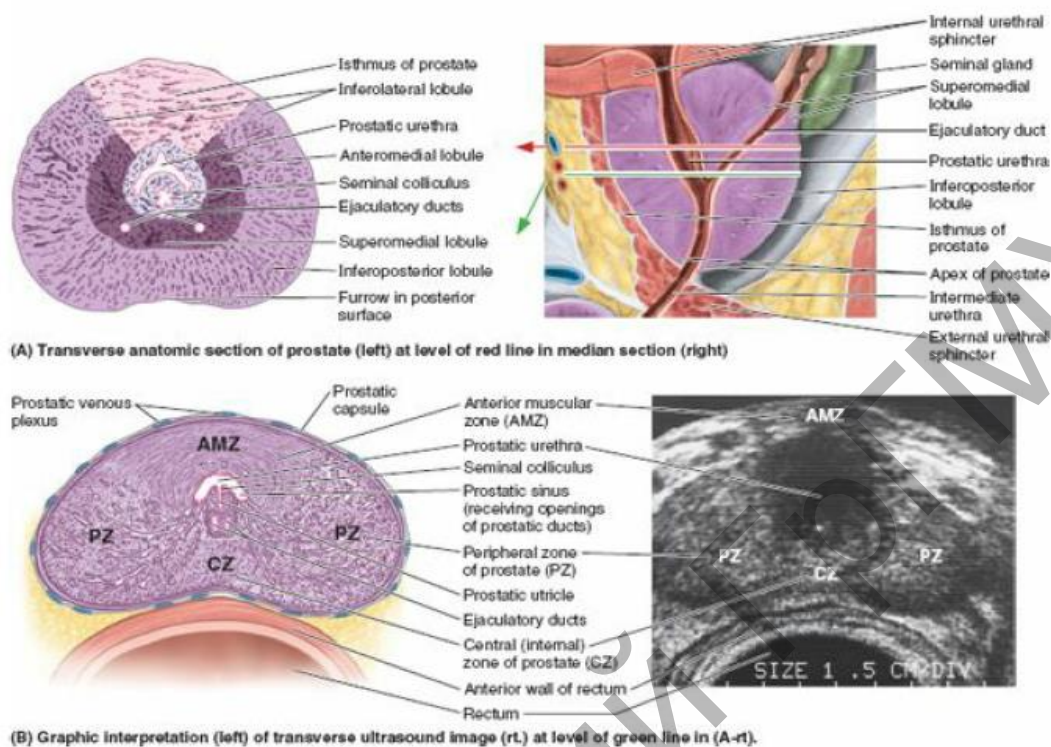 Isthmus of prostate
Inferolateral lobule
Prostatic urethra
Anteromedial lobule
Seminal colliculus
Ejaculatory ducts
Superomedial lobule
Inferoposterior lobule
Furrow in posterior
surface
Internal urethral
sphincter
Seminal gland
Superomedial
lobule
Ejaculatory duct
Prostatic urethra
Inferoposterior
lobule
Isthmus of
prostate
Apex of prostate
Intermediate
urethra
External urethral
sphincter
(A) Transverse anatomic section of prostate (left) at level of red line in median section (right)
Prostatic venous
plexus
Prostatic
capsule
AMZ
PZ
PZ
CZ
Anterior muscular
zone (AMZ)
Prostatic urethra
Seminal colliculus
Prostatic sinus
(receiving openings
of prostatic ducts)
Peripheral zone
of prostate (PZ)
Prostatic utricle
Ejaculatory ducts
Central (internal)
zone of prostate (CZ)
Anterior wall of rectum
Rectum
AMZ
PZ
PZ
CZ
SIZE 1 .5 CM/DIV
(B) Graphic interpretation (left) of transverse ultrasound image (rt.) at level of green line in (A-rt).